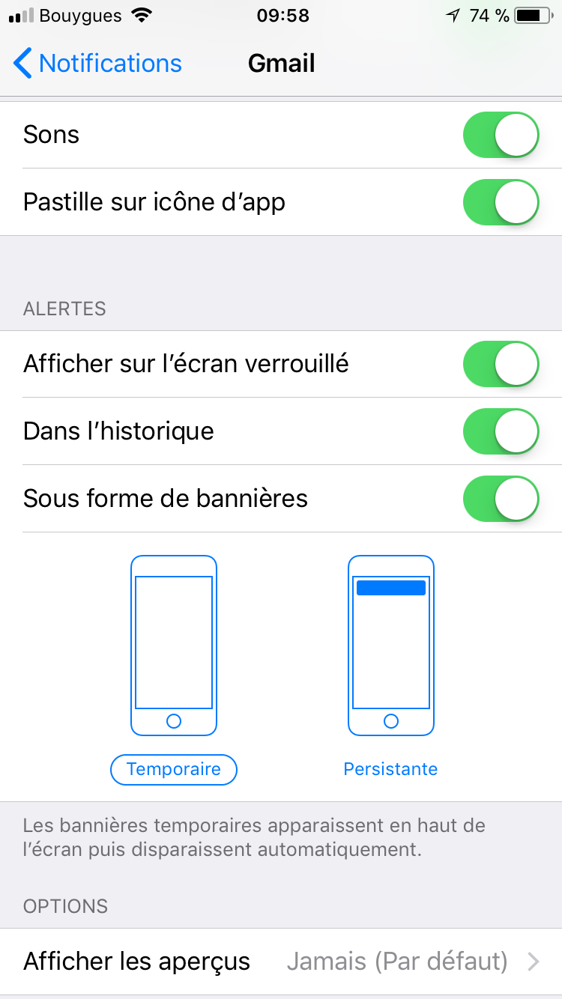 Bouygues 09:58 74 %
Notifications Gmail
Sons
Pastille sur icône d’app
ALERTES
Afficher sur l’écran verrouillé
Dans l’historique
Sous forme de bannières
Temporaire Persistante
Les bannières temporaires apparaissent en haut de
l’écran puis disparaissent automatiquement.
OPTIONS
Afficher les aperçus Jamais (Par défaut)